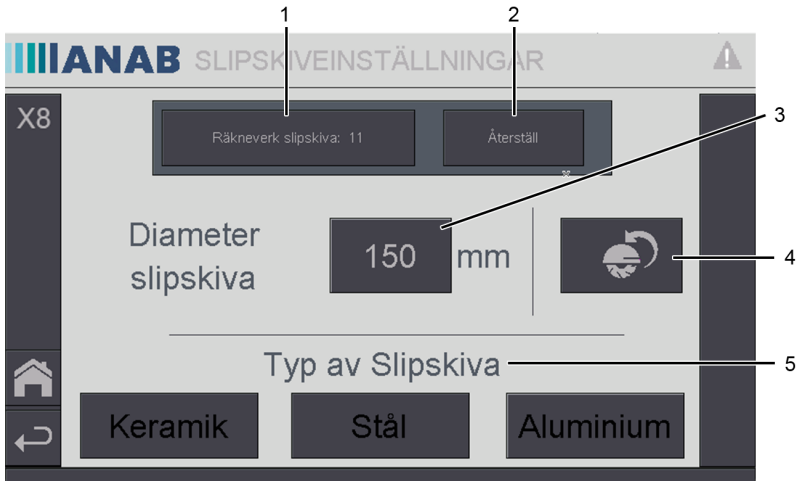 1
2
ANAB SLIPSKIVEINSTÄLLNINGAR
X8
3
Räkneverk slipskiva: 11
Återställ
Diameter
slipskiva
150 mm
4
Typ av Slipskiva
5
Keramik
Stål
Aluminium